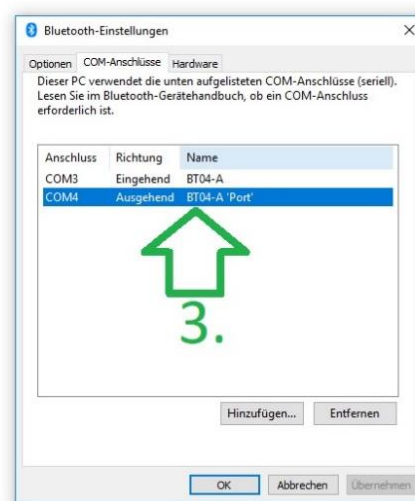 Bluetooth-Einstellungen
Optionen COM-Anschlüsse Hardware
Dieser PC verwendet die unten aufgelisteten COM-Anschlüsse (seriell).
Lesen Sie im Bluetooth-Gerätehandbuch, ob ein COM-Anschluss
erforderlich ist.
Anschluss Richtung Name
COM3 Eingehend BT04-A
COM4 Ausgehend BT04-A 'Port'
3.
Hinzufügen... Entfernen
OK Abbrechen Übernehmen